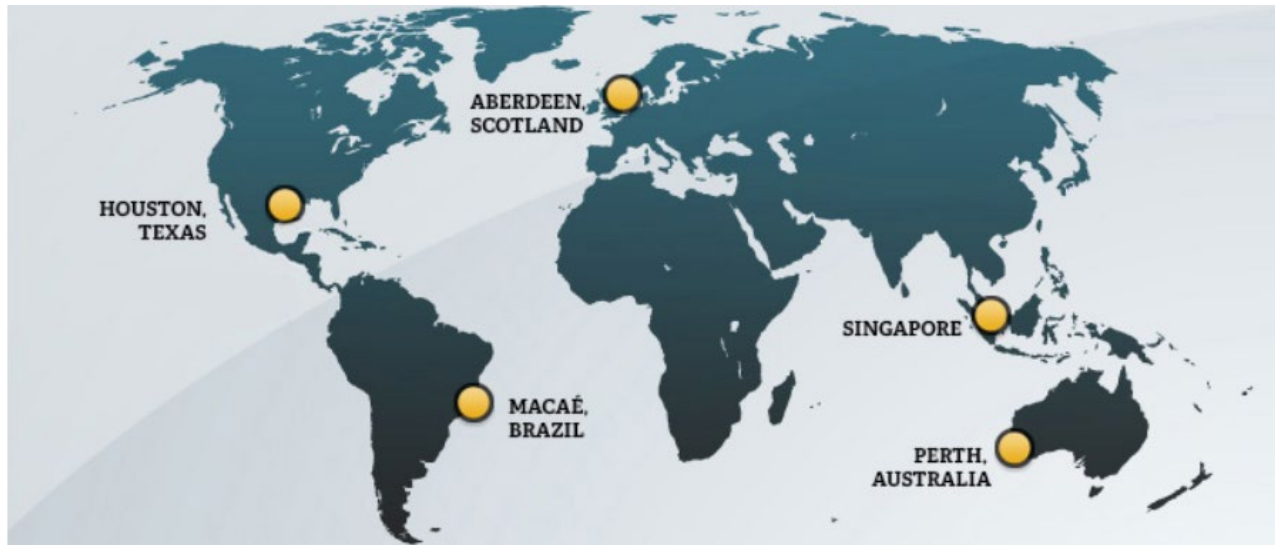 ABERDEEN,
SCOTLAND
HOUSTON,
TEXAS
SINGAPORE
MACAÉ,
BRAZIL
PERTH,
AUSTRALIA